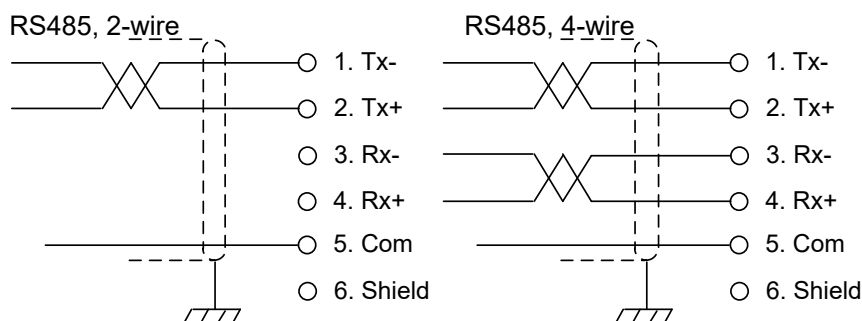 RS485, 2-wire
1. Tx-
2. Tx+
3. Rx-
4. Rx+
5. Com
6. Shield
RS485, 4-wire
1. Tx-
2. Tx+
3. Rx-
4. Rx+
5. Com
6. Shield